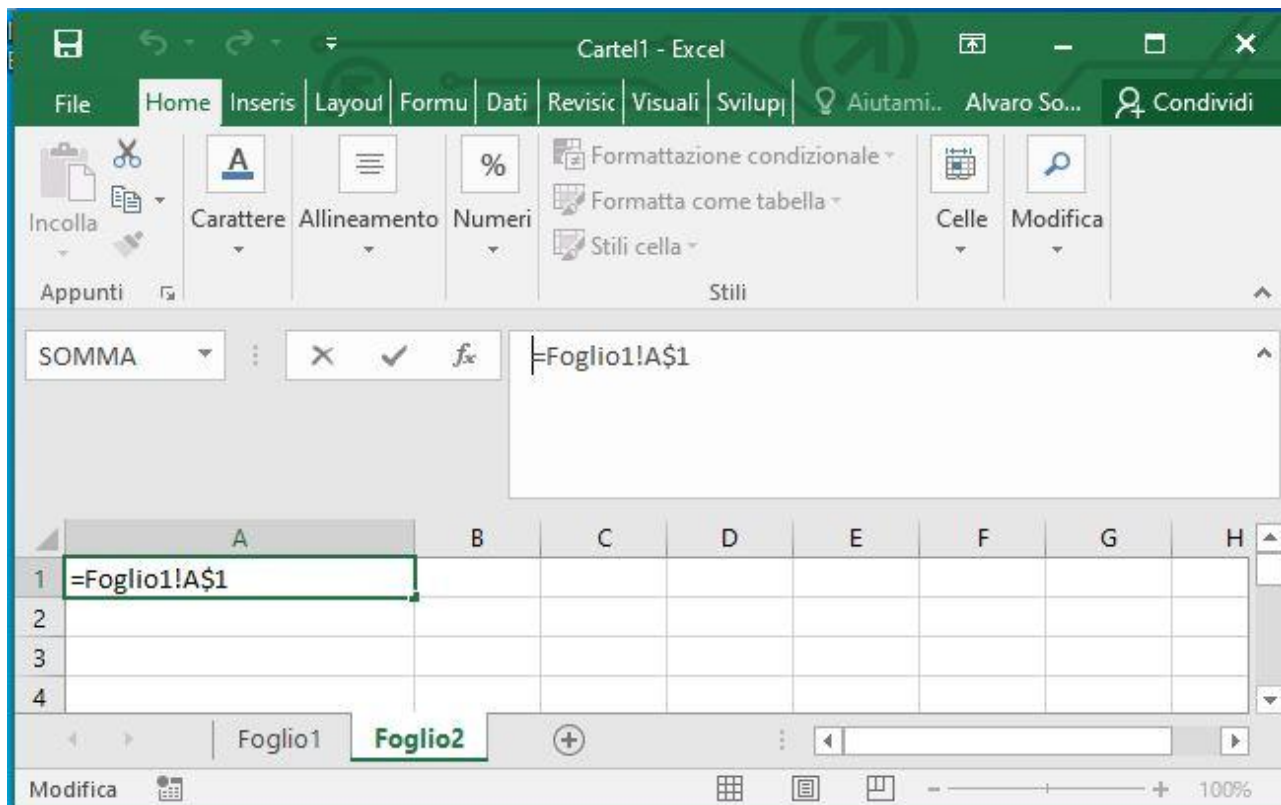 Cartel1 - Excel
File Home Inseris Layout Formu Dati Revisic Visuali Svilupp Aiutami.. Alvaro So... Condividi
Incolla
A Carattere
Allineamento
% Numeri
Formattazione condizionale
Formatta come tabella
Stili cella
Celle
Modifica
Appunti
Stili
SOMMA fx =Foglio1!A$1
A B C D E F G H
1 =Foglio1!A$1
2
3
4
Foglio1 Foglio2
Modifica 100%